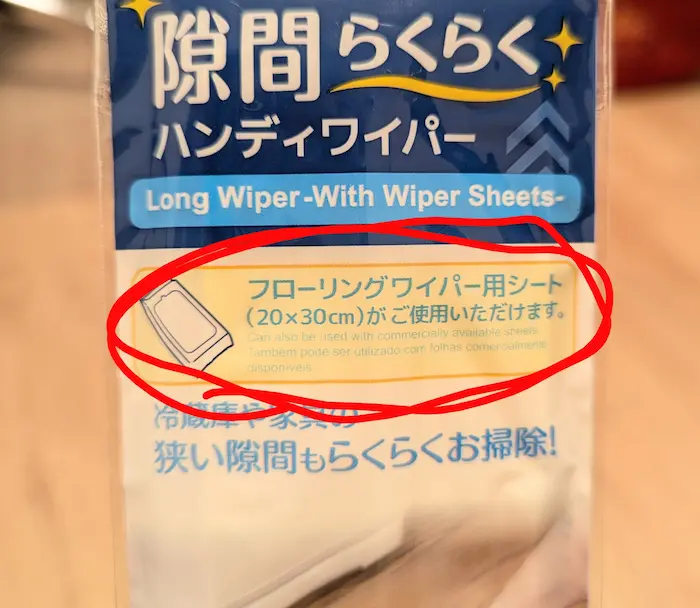 隙間らくらく
ハンディワイパー
Long Wiper-With Wiper Sheets-
フローリングワイパー用シート
(20×30cm)がご使用いただけます。
Can also be used with commercially available sheets.
Também pode ser utilizado com folhas comercialmente
disponíveis.
冷蔵庫や家具の
狭い隙間もらくらくお掃除!